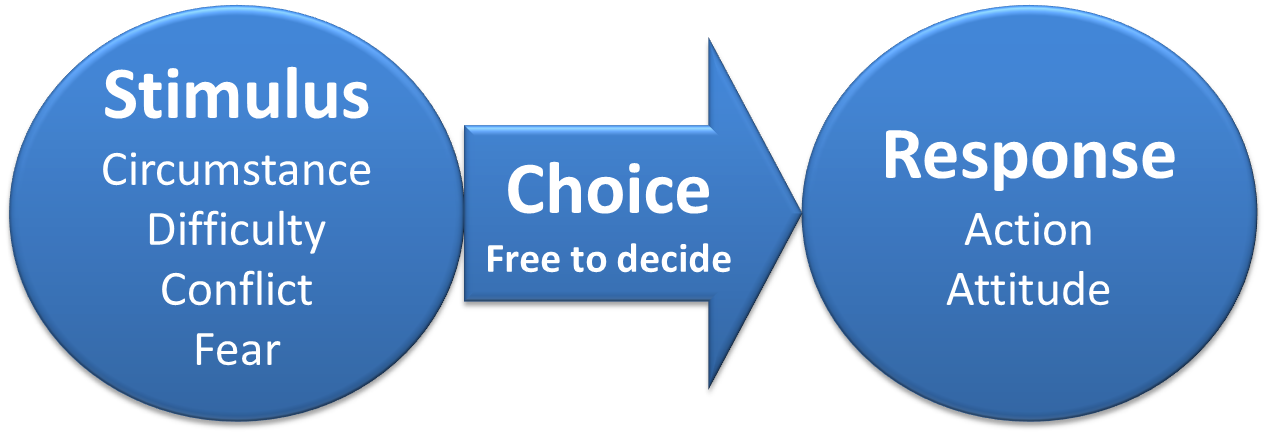 Stimulus
Circumstance
Difficulty
Conflict
Fear
Choice
Free to decide
Response
Action
Attitude